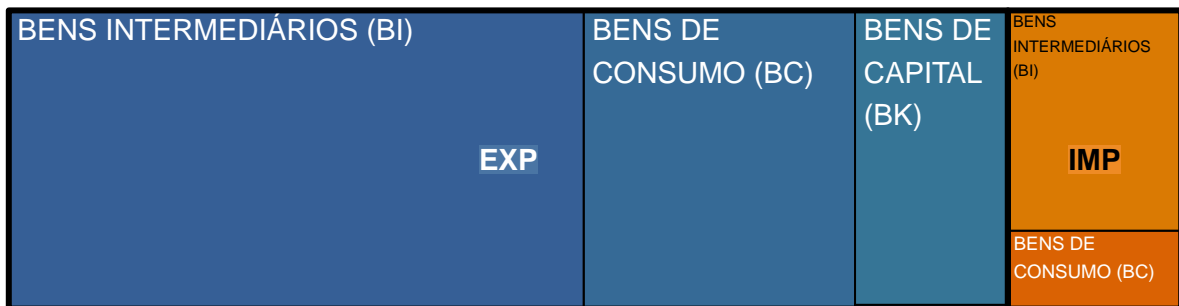 BENS INTERMEDIÁRIOS (BI)
BENS DE
CONSUMO (BC)
BENS DE
CAPITAL
(BK)
BENS
INTERMEDIÁRIOS
(BI)
EXP
IMP
BENS DE
CONSUMO (BC)